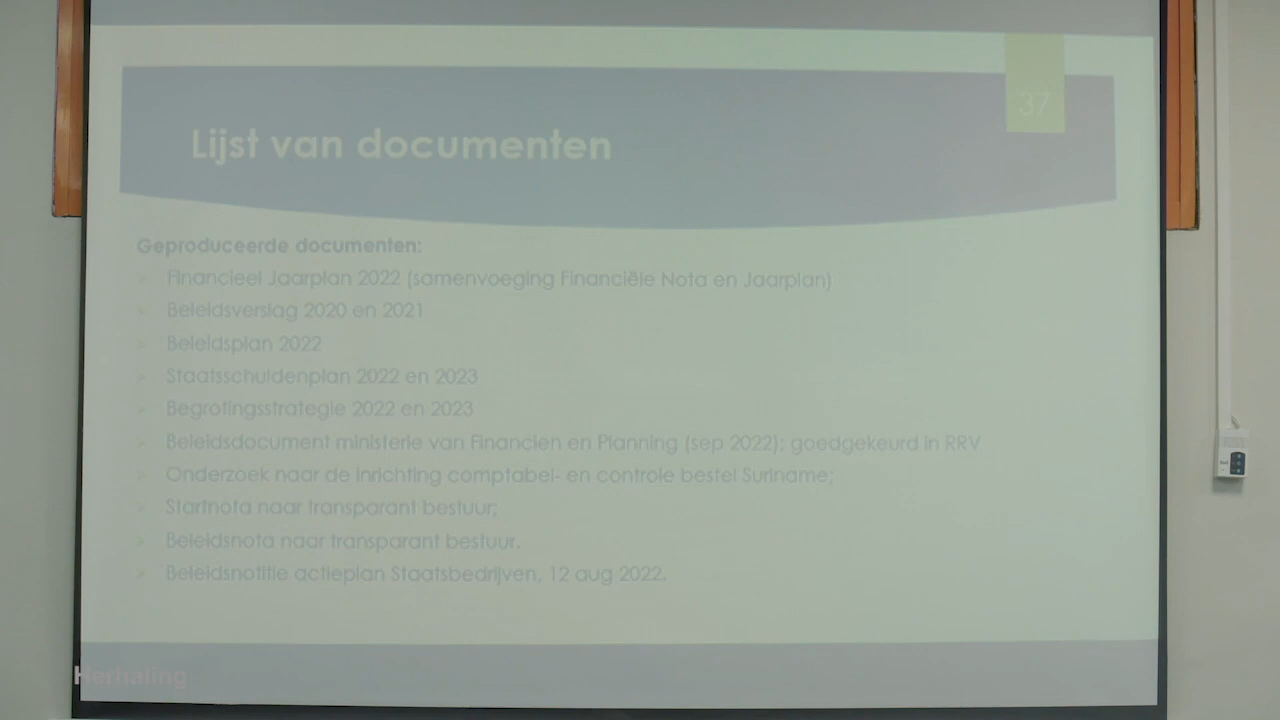 37
Lijst van documenten
Geproduceerde documenten:
Financieel Jaarplan 2022 (samenvoeging Financiële Nota en Jaarplan)
Beleidsverslag 2020 en 2021
Beleidsplan 2022
Staatsschuldenplan 2022 en 2023
Begrotingsstrategie 2022 en 2023
Beleidsdocument ministerie van Financien en Planning (sep 2022); goedgekeurd in RRV
Onderzoek naar de inrichting comptabel- en controle bestel Suriname;
Startnota naar transparant bestuur;
Beleidsnota naar transparant bestuur.
Beleidsnotitie actieplan Staatsbedrijven, 12 aug 2022.
Herhaling